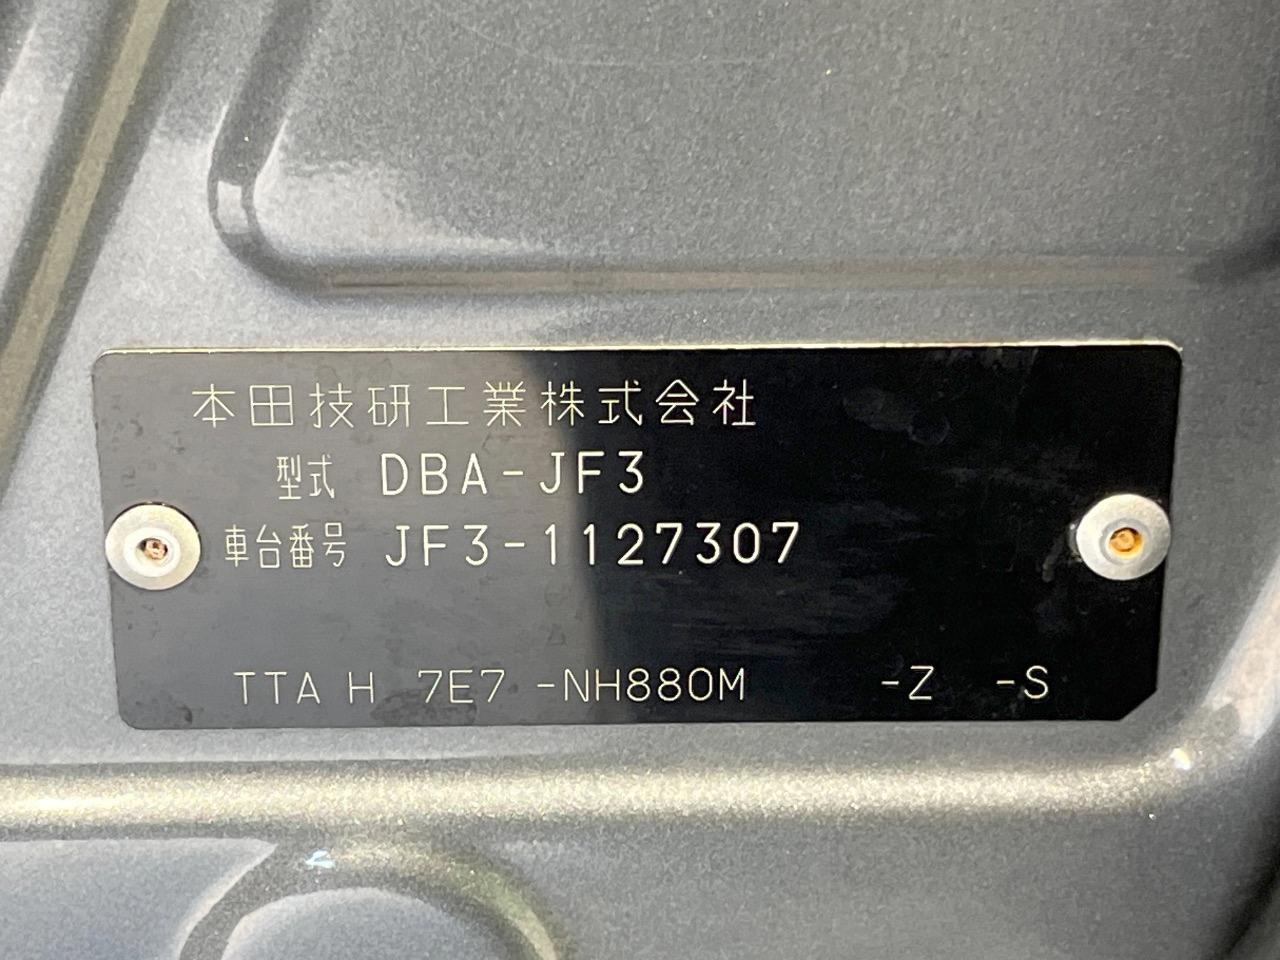 本田技研工業株式会社
型式 DBA-JF3
車台番号 JF3-1127307
TTA H 7E7 -NH880M -Z -S